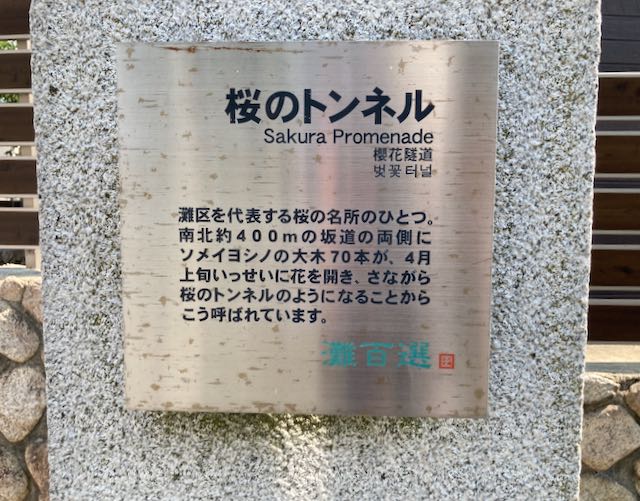 桜のトンネル
Sakura Promenade
櫻花隧道
벚꽃터널
灘区を代表する桜の名所のひとつ。
南北約400mの坂道の両側に
ソメイヨシノの大木70本が、4月
上旬いっせいに花を開き、さながら
桜のトンネルのようになることから
こう呼ばれています。
灘百選